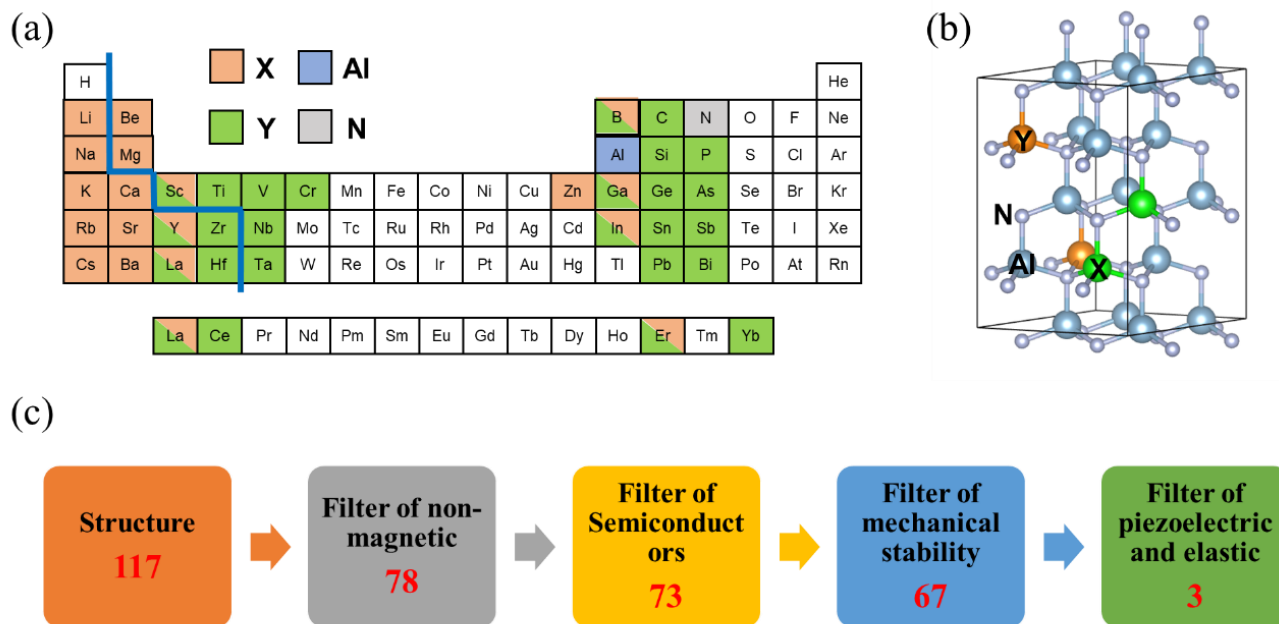 (a)
X Al
Y N
H He
Li Be B C N O F Ne
Na Mg Al Si P S Cl Ar
K Ca Sc Ti V Cr Mn Fe Co Ni Cu Zn Ga Ge As Se Br Kr
Rb Sr Y Zr Nb Mo Tc Ru Rh Pd Ag Cd In Sn Sb Te I Xe
Cs Ba La Hf Ta W Re Os Ir Pt Au Hg Tl Pb Bi Po At Rn
La Ce Pr Nd Pm Sm Eu Gd Tb Dy Ho Er Tm Yb
(b)
Y
N
Al X
(c)
Structure
117
Filter of non-
magnetic
78
Filter of
Semiconduct
ors
73
Filter of
mechanical
stability
67
Filter of
piezoelectric
and elastic
3